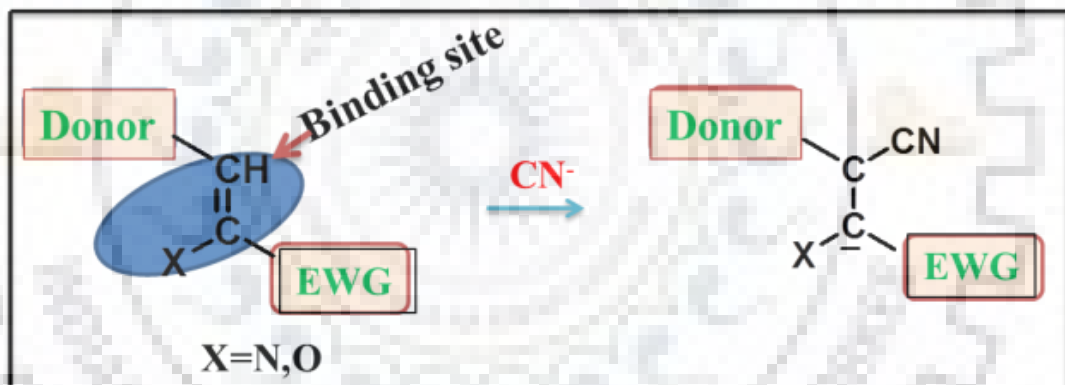 Binding site
Donor
CH
C
X
EWG
X=N,O
CN-
Donor
CN
C
C
X
EWG